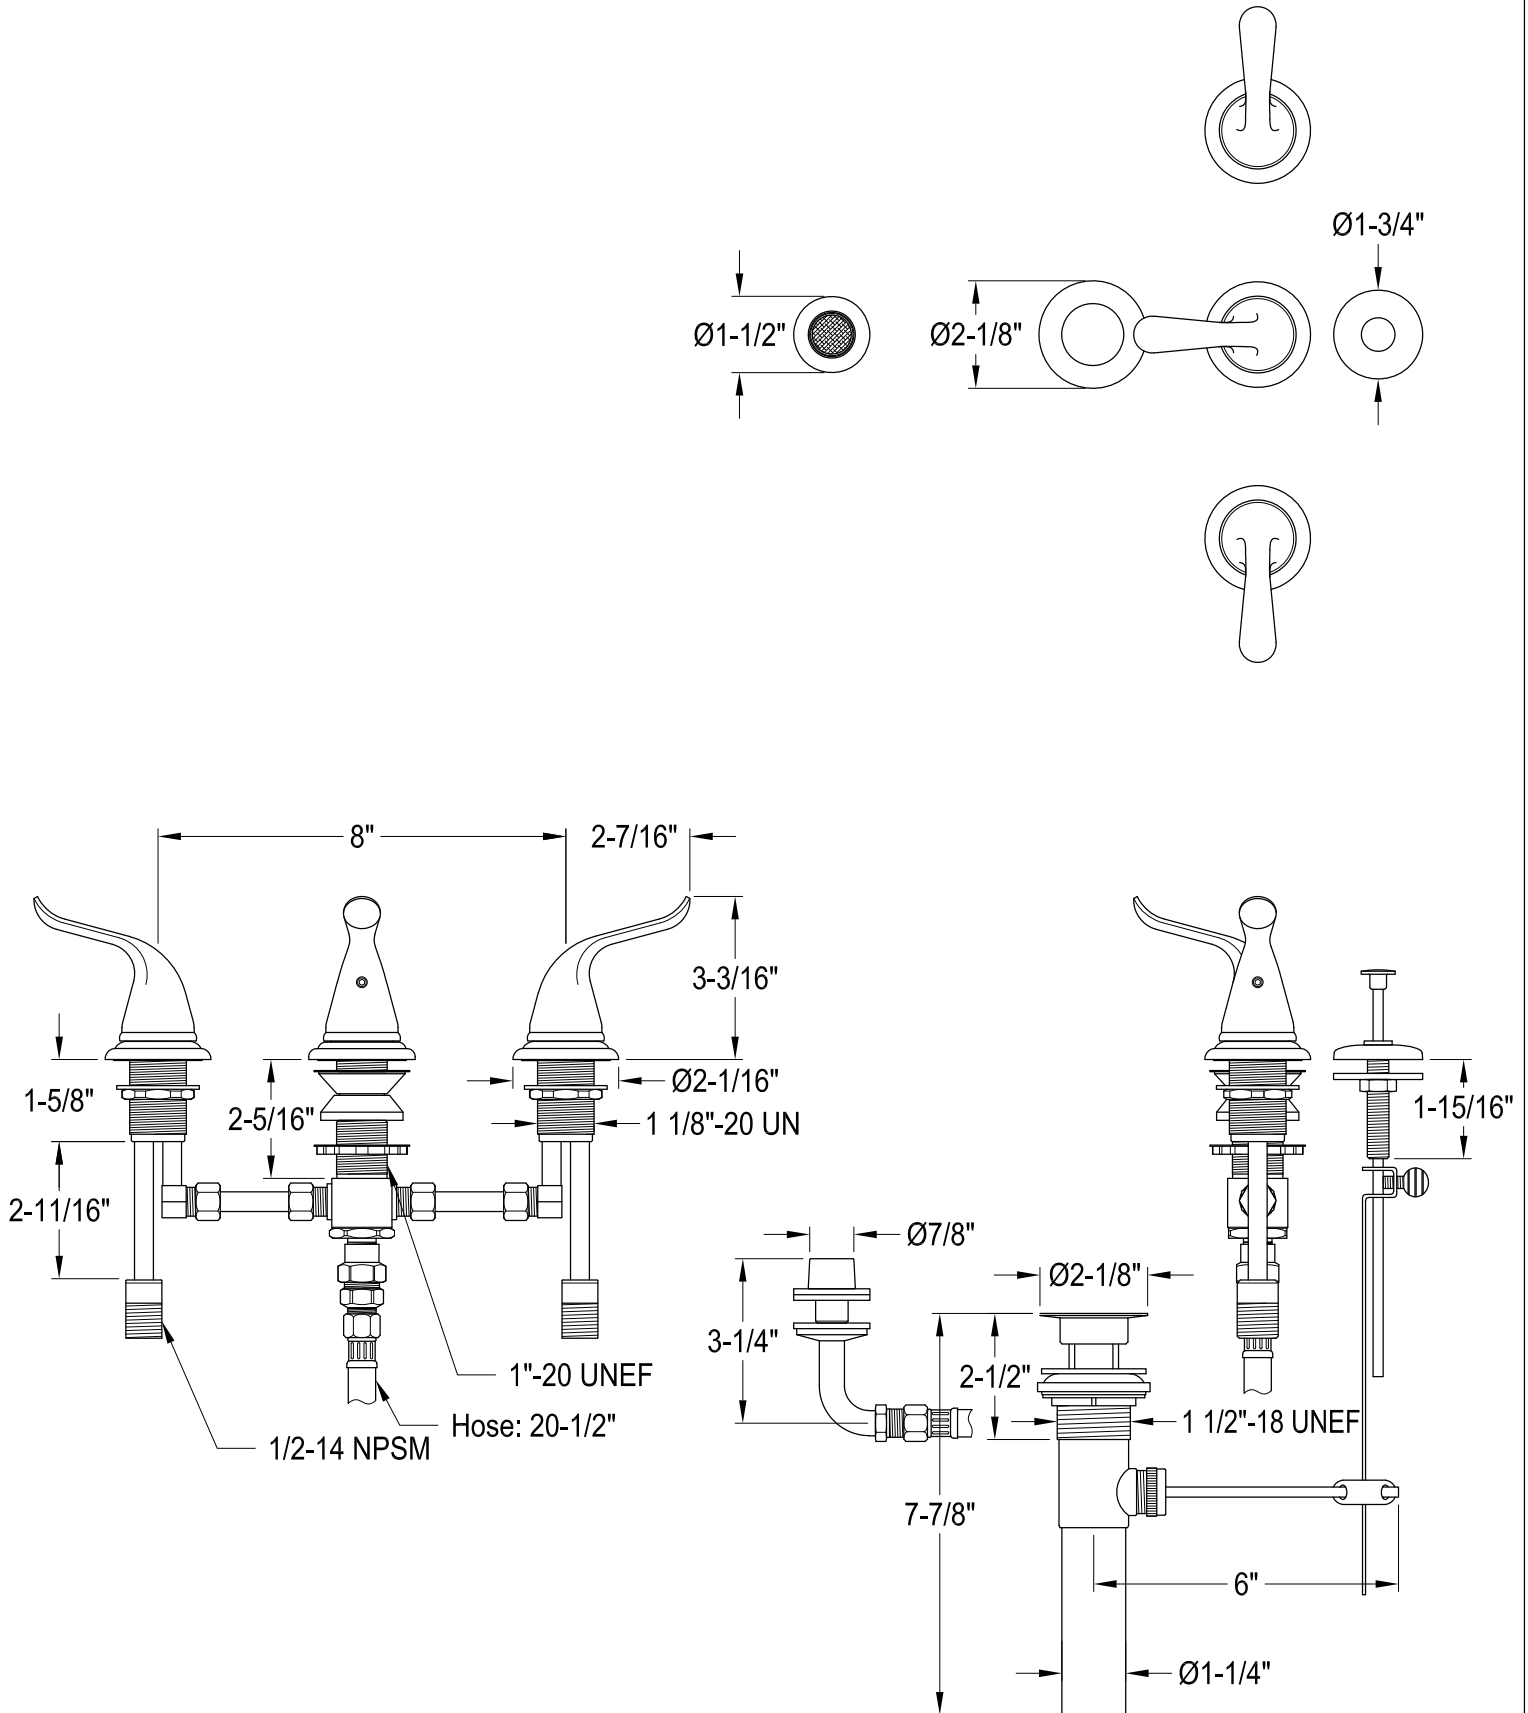 Ø1-3/4"
Ø1-1/2"
Ø2-1/8"
8"
2-7/16"
3-3/16"
1-5/8"
2-5/16"
Ø2-1/16"
1 1/8"-20 UN
1-15/16"
2-11/16"
Ø7/8"
Ø2-1/8"
3-1/4"
2-1/2"
1"-20 UNEF
Hose: 20-1/2"
1 1/2"-18 UNEF
1/2-14 NPSM
7-7/8"
6"
Ø1-1/4"